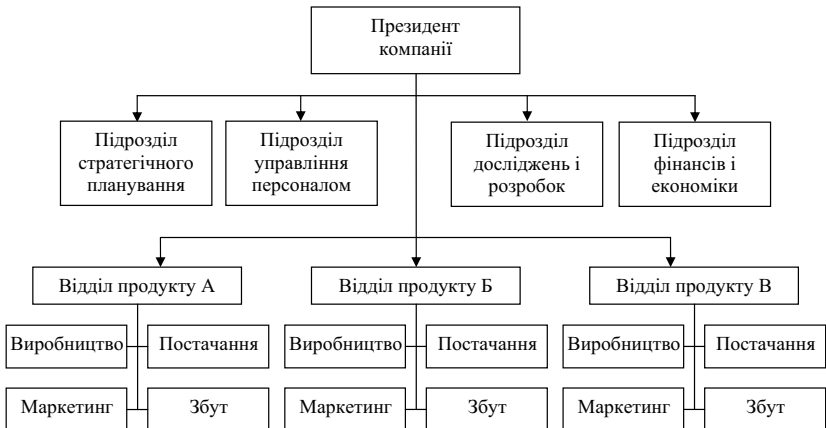 Президент
компанії
Підрозділ
стратегічного
планування
Підрозділ
управління
персоналом
Підрозділ
досліджень і
розробок
Підрозділ
фінансів і
економіки
Відділ продукту А
Відділ продукту Б
Відділ продукту В
Виробництво
Постачання
Виробництво
Постачання
Виробництво
Постачання
Маркетинг
Збут
Маркетинг
Збут
Маркетинг
Збут